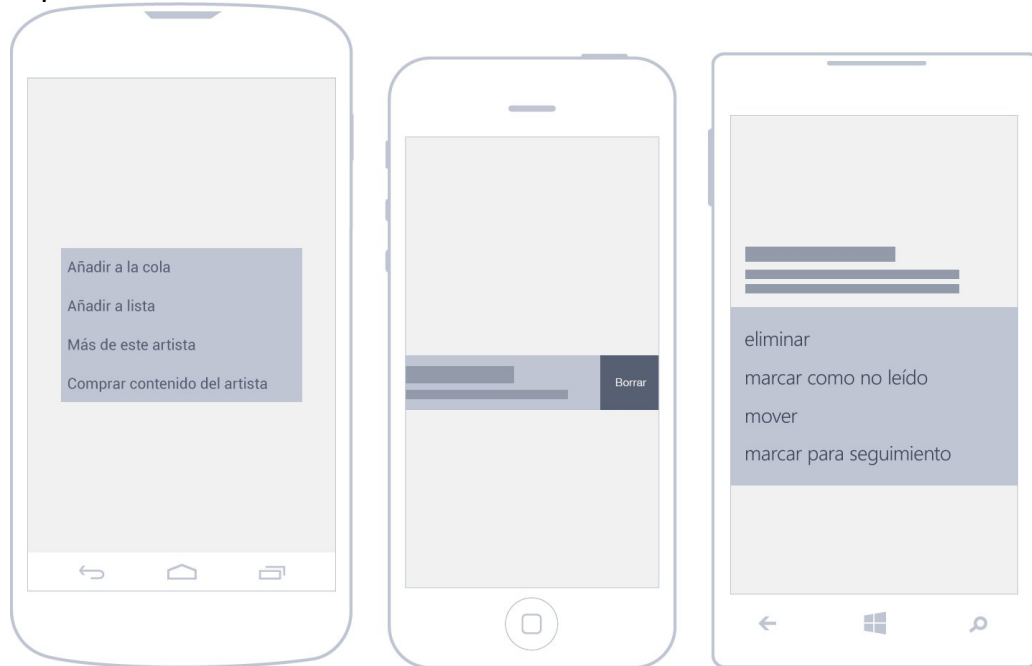 Añadir a la cola
Añadir a lista
Más de este artista
Comprar contenido del artista
Borrar
eliminar
marcar como no leído
mover
marcar para seguimiento